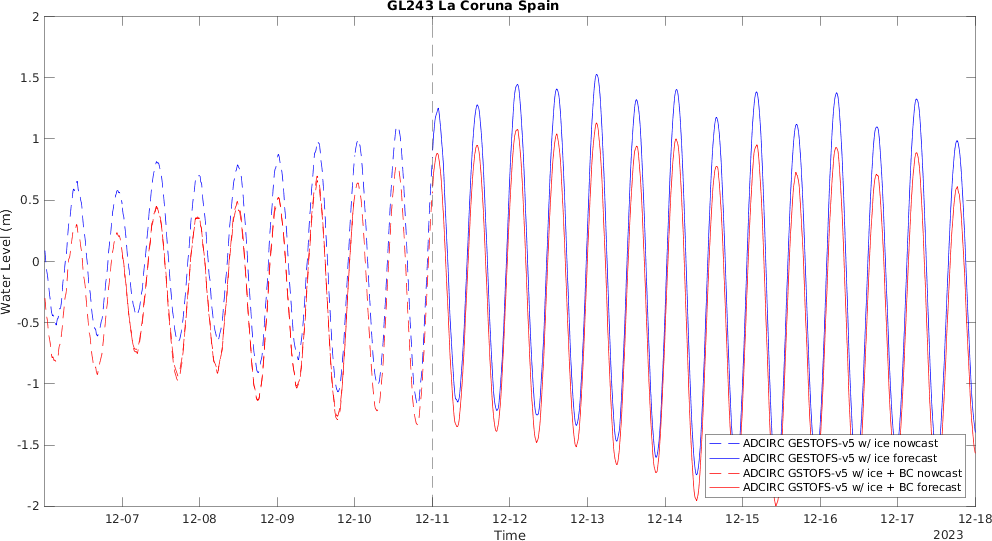 GL243 La Coruna Spain
2
1.5
1
0.5
0
-0.5
-1
-1.5
-2
Water Level (m)
ADCIRC GESTOFS-v5 w/ ice nowcast
ADCIRC GESTOFS-v5 w/ ice forecast
ADCIRC GSTOFS-v5 w/ ice + BC nowcast
ADCIRC GSTOFS-v5 w/ ice + BC forecast
12-07 12-08 12-09 12-10 12-11 12-12 12-13 12-14 12-15 12-16 12-17 12-18
Time
2023